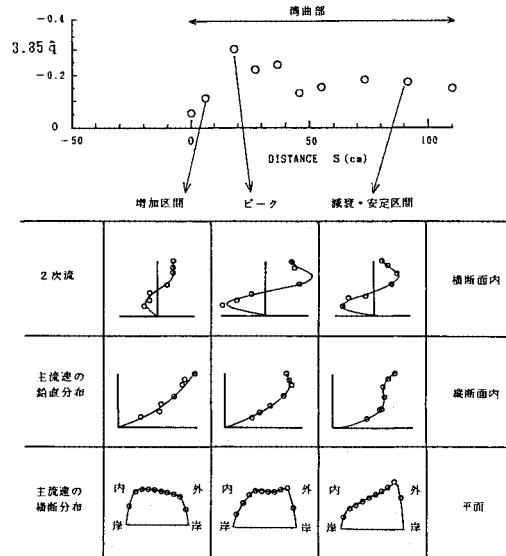 湾曲部
-0.4
3.85 q̂
-0.2
0
-50 0 50 100
DISTANCE S(cm)
増加区間 ピーク 減衰・安定区間
2次流 横断面内
主流速の
鉛直分布
縦断面内
主流速の
横断分布
内 外 内 外 内 外
岸 岸 岸 岸 岸 岸
平面